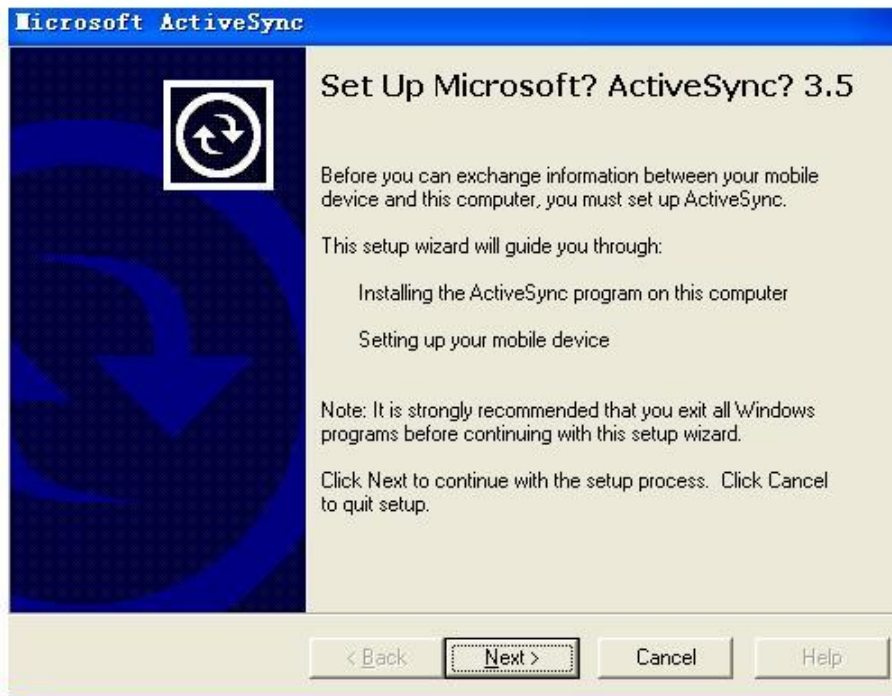 Microsoft ActiveSync
Set Up Microsoft? ActiveSync? 3.5
Before you can exchange information between your mobile
device and this computer, you must set up ActiveSync.
This setup wizard will guide you through:
Installing the ActiveSync program on this computer
Setting up your mobile device
Note: It is strongly recommended that you exit all Windows
programs before continuing with this setup wizard.
Click Next to continue with the setup process.  Click Cancel
to quit setup.
< Back
Next >
Cancel
Help